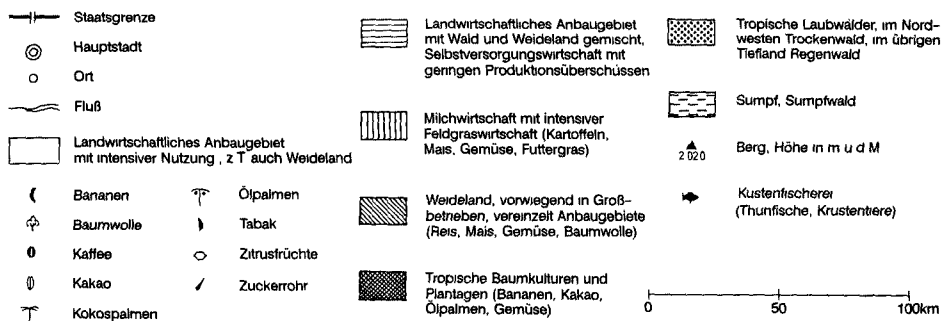 Staatsgrenze
Hauptstadt
Ort
Fluß
Landwirtschaftliches Anbaugebiet
mit intensiver Nutzung , z T auch Weideland
Bananen
Baumwolle
Kaffee
Kakao
Kokospalmen
Ölpalmen
Tabak
Zitrusfrüchte
Zuckerrohr
Landwirtschaftliches Anbaugebiet
mit Wald und Weideland gemischt,
Selbstversorgungswirtschaft mit
geringen Produktionsüberschüssen
Milchwirtschaft mit intensiver
Feldgraswirtschaft (Kartoffeln,
Mais, Gemüse, Futtergras)
Weideland, vorwiegend in Groß-
betrieben, vereinzelt Anbaugebiete
(Reis, Mais, Gemüse, Baumwolle)
Tropische Baumkulturen und
Plantagen (Bananen, Kakao,
Ölpalmen, Gemüse)
Tropische Laubwälder, im Nord-
westen Trockenwald, im übrigen
Tiefland Regenwald
Sumpf, Sumpfwald
2 020
Berg, Höhe in m u d M
Kustenfischerei
(Thunfische, Krustentiere)
0 50 100km